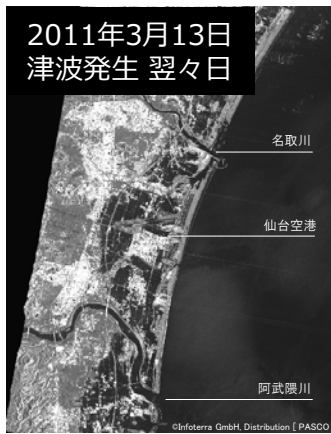 2011年3月13日
津波発生 翌々日
名取川
仙台空港
阿武隈川
©Infoterra GmbH, Distribution [ PASCO